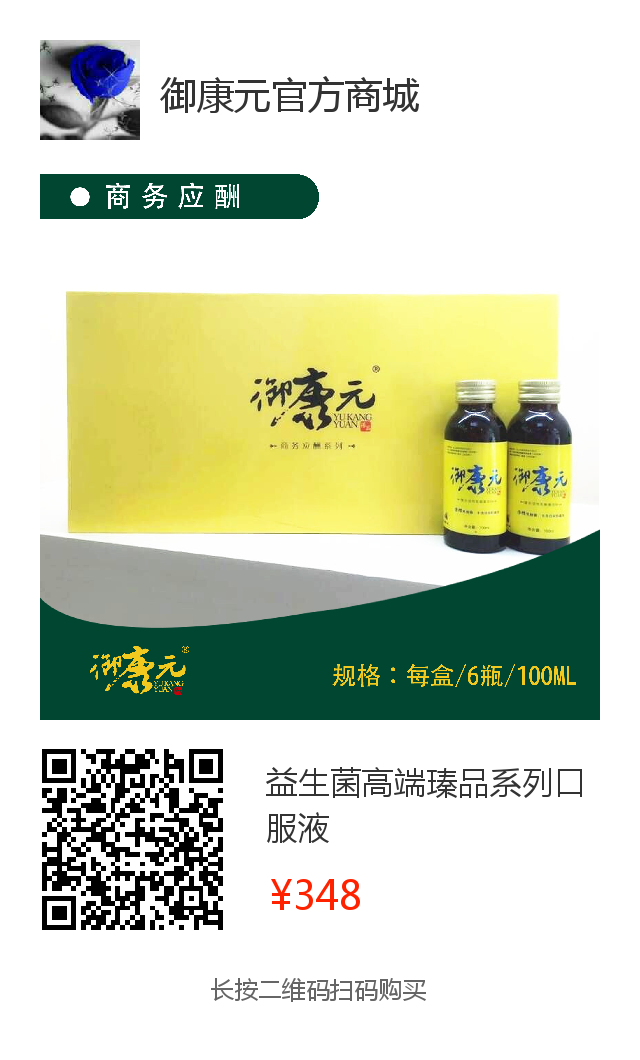 御康元官方商城
商务应酬
御康元®
YU KANG
YUAN
商务应酬系列
御康元
御康元
御康元®
YU KANG
YUAN
规格：每盒/6瓶/100ML
益生菌高端瑧品系列口
服液
¥348
长按二维码扫码购买